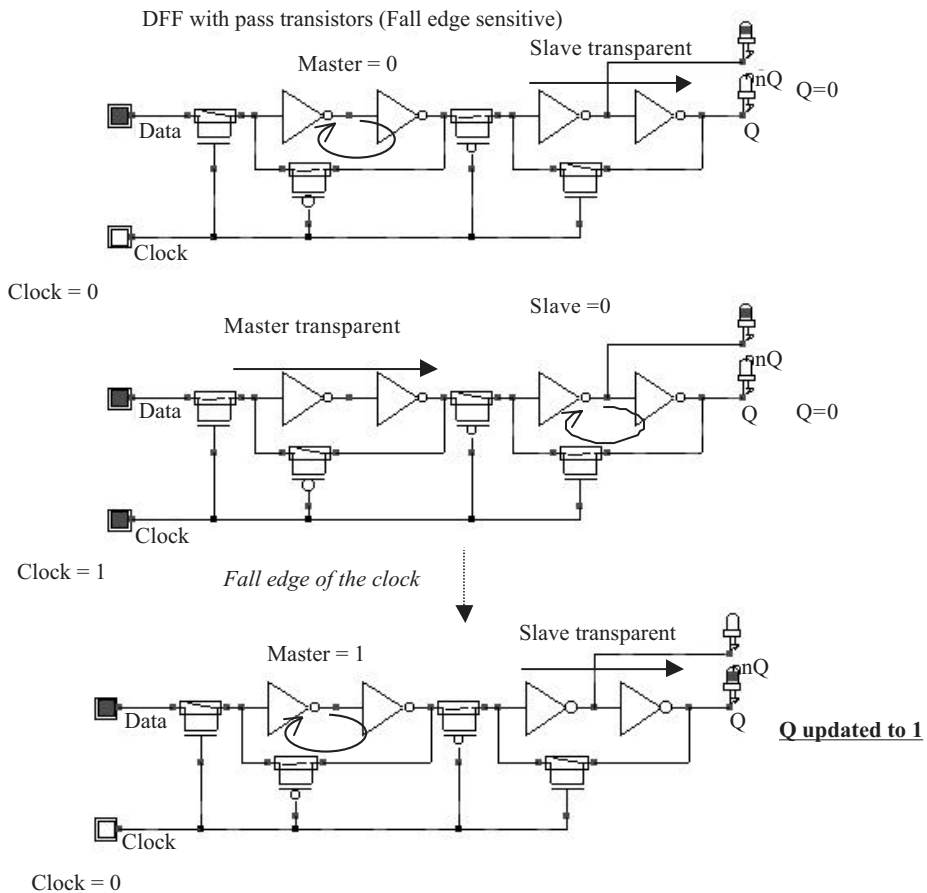 DFF with pass transistors (Fall edge sensitive)
Slave transparent
Master = 0
nQ
Q=0
Data
Q
Clock
Clock = 0
Slave =0
Master transparent
nQ
Data
Q
Q=0
Clock
Clock = 1
Fall edge of the clock
Slave transparent
Master = 1
nQ
Data
Q
Q updated to 1
Clock
Clock = 0